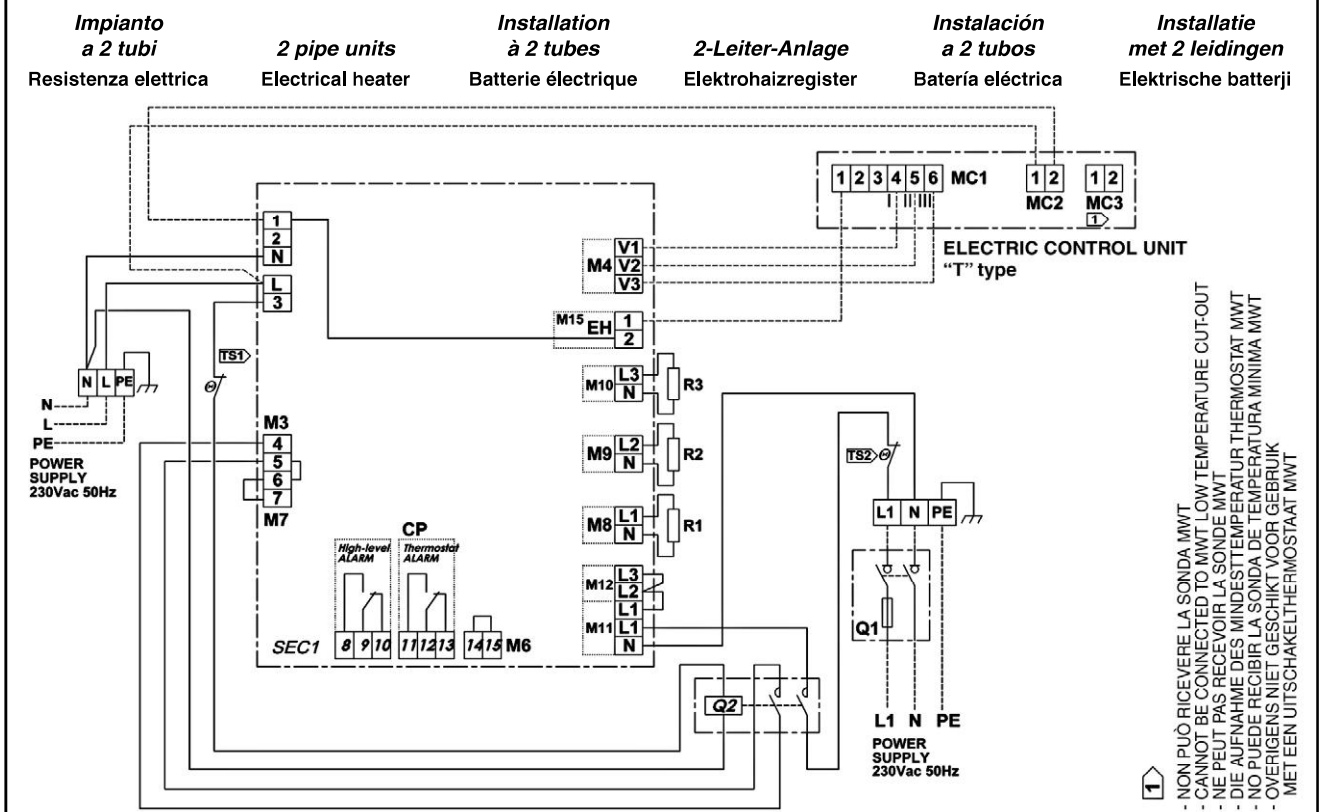 Impianto
a 2 tubi
Resistenza elettrica
2 pipe units
Electrical heater
Installation
à 2 tubes
Batterie électrique
2-Leiter-Anlage
Elektrohaizregister
Instalación
a 2 tubos
Batería eléctrica
Installatie
met 2 leidingen
Elektrische batterji
1 2 3 4 5 6 MC1
I II III
1 2
MC2
1 2
MC3
1
ELECTRIC CONTROL UNIT
"T" type
1
2
N
L
3
TS1
N L PE
N
L
PE
POWER
SUPPLY
230Vac 50Hz
M3
4
5
6
7
M7
M4
V1
V2
V3
M15 EH
1
2
M10
L3
N
R3
M9
L2
N
R2
M8
L1
N
R1
M12
L3
L2
L1
M11
L1
N
CP
High-level
ALARM
Thermostat
ALARM
SEC1
8 9 10
11 12 13
14 15 M6
Q2
TS2
L1 N PE
Q1
L1 N PE
POWER
SUPPLY
230Vac 50Hz
1
- NON PUÒ RICEVERE LA SONDA MWT
- CANNOT BE CONNECTED TO MWT LOW TEMPERATURE CUT-OUT
- NE PEUT PAS RECEVOIR LA SONDE MWT
- DIE AUFNAHME DES MINDESTTEMPERATUR THERMOSTAT MWT
- NO PUEDE RECIBIR LA SONDA DE TEMPERATURA MINIMA MWT
- OVERIGENS NIET GESCHIKT VOOR GEBRUIK
MET EEN UITSCHAKELTHERMOSTAAT MWT